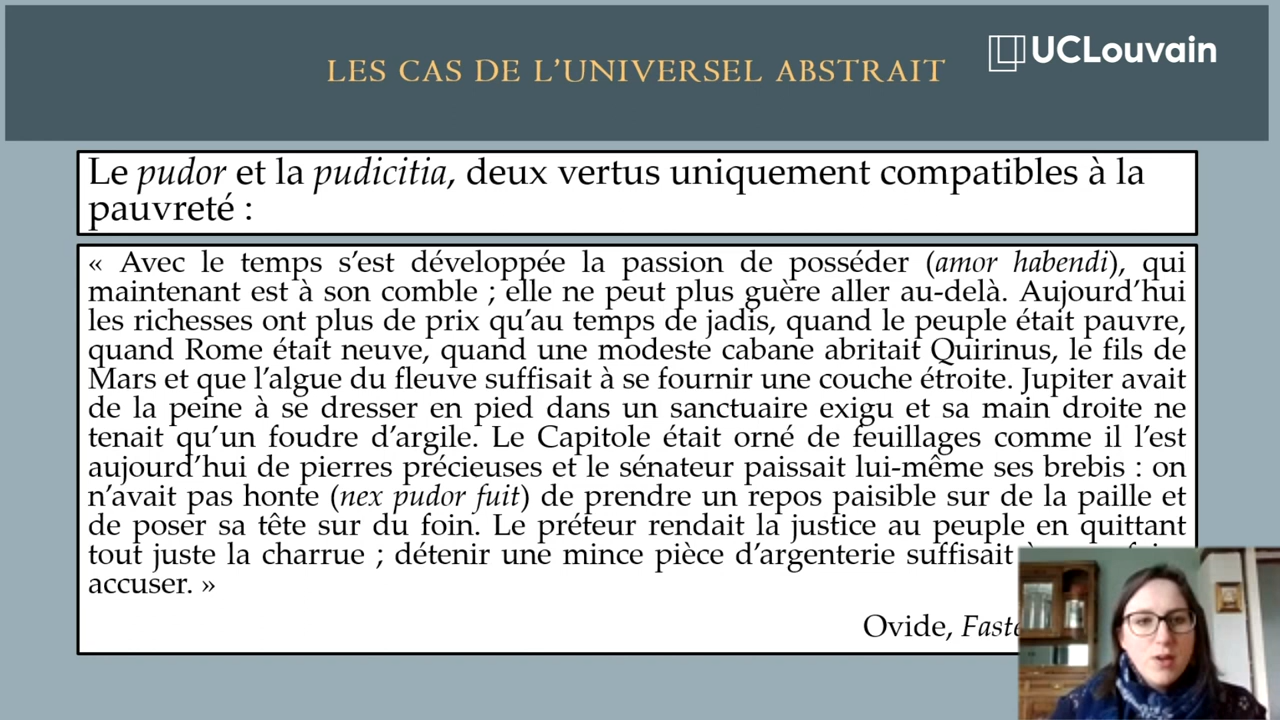 LES CAS DE L’UNIVERSEL ABSTRAIT
UCLouvain
Le pudor et la pudicitia, deux vertus uniquement compatibles à la
pauvreté :
« Avec le temps s’est développée la passion de posséder (amor habendi), qui
maintenant est à son comble ; elle ne peut plus guère aller au-delà. Aujourd’hui
les richesses ont plus de prix qu’au temps de jadis, quand le peuple était pauvre,
quand Rome était neuve, quand une modeste cabane abritait Quirinus, le fils de
Mars et que l’algue du fleuve suffisait à se fournir une couche étroite. Jupiter avait
de la peine à se dresser en pied dans un sanctuaire exigu et sa main droite ne
tenait qu’un foudre d’argile. Le Capitole était orné de feuillages comme il l’est
aujourd’hui de pierres précieuses et le sénateur paissait lui-même ses brebis : on
n’avait pas honte (nex pudor fuit) de prendre un repos paisible sur de la paille et
de poser sa tête sur du foin. Le préteur rendait la justice au peuple en quittant
tout juste la charrue ; détenir une mince pièce d’argenterie suffisait
accuser. »
Ovide,